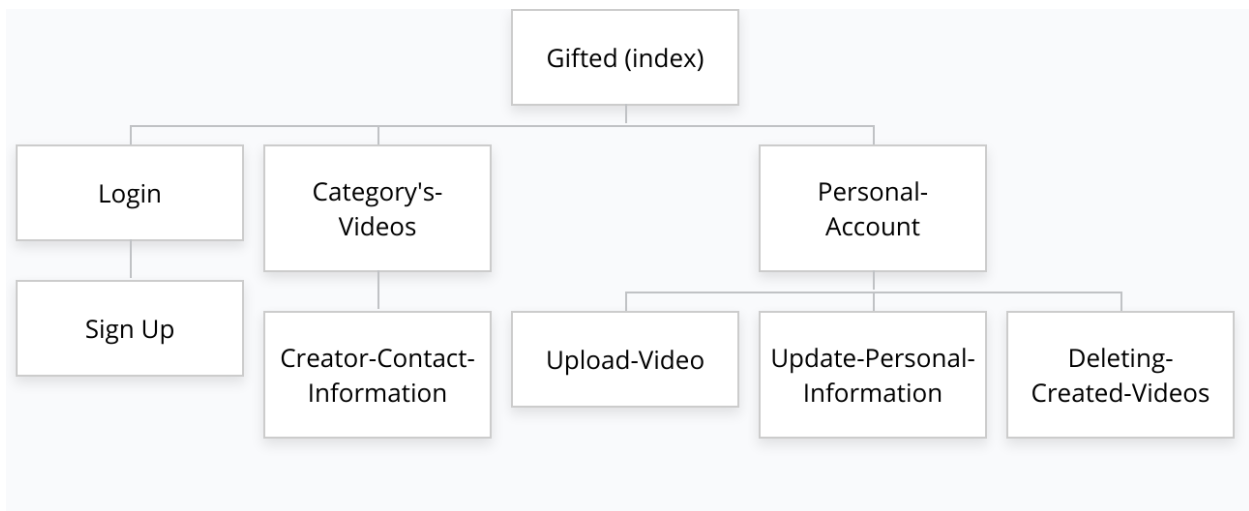 Gifted (index)
Login
Category's-
Videos
Personal-
Account
Sign Up
Creator-Contact-
Information
Upload-Video
Update-Personal-
Information
Deleting-
Created-Videos